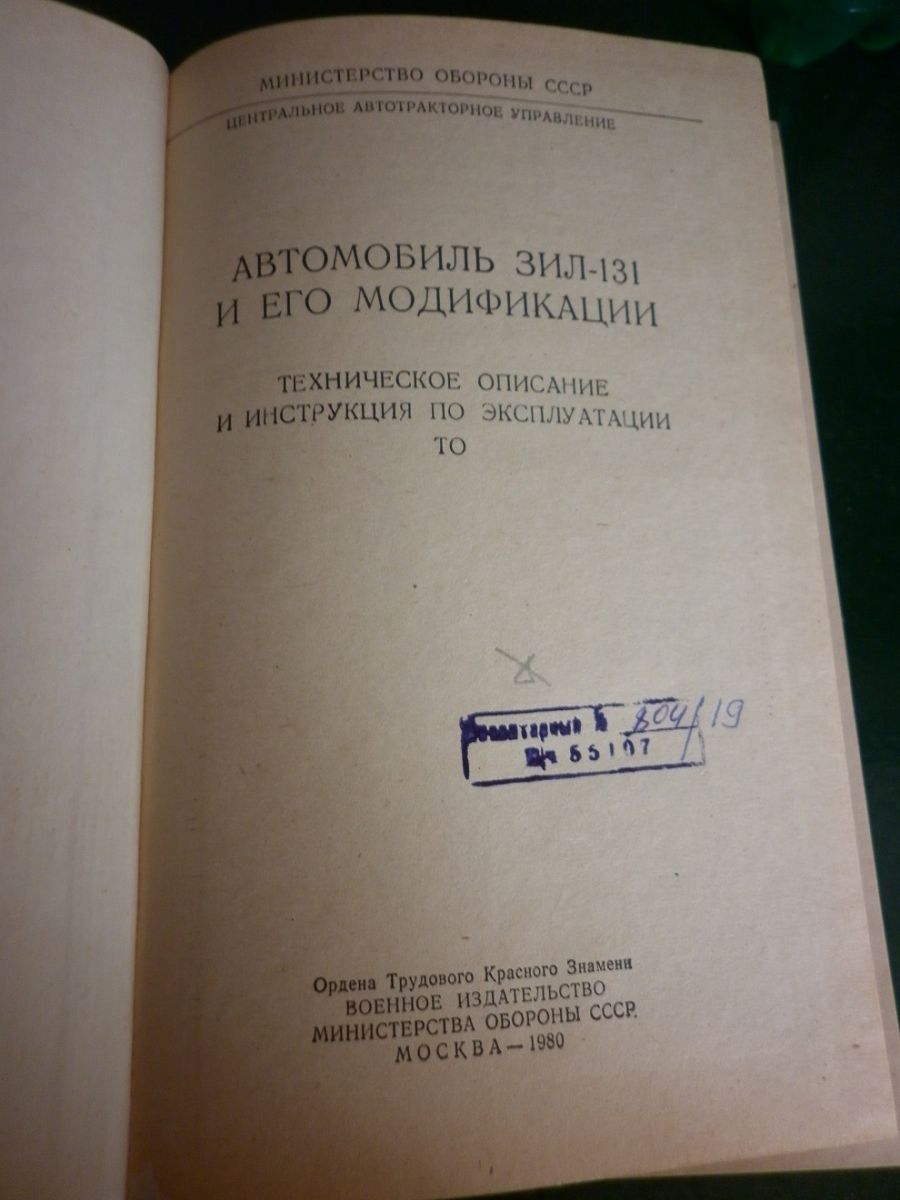 МИНИСТЕРСТВО ОБОРОНЫ СССР
ЦЕНТРАЛЬНОЕ АВТОТРАКТОРНОЕ УПРАВЛЕНИЕ
АВТОМОБИЛЬ ЗИЛ-131
И ЕГО МОДИФИКАЦИИ
ТЕХНИЧЕСКОЕ ОПИСАНИЕ
И ИНСТРУКЦИЯ ПО ЭКСПЛУАТАЦИИ
ТО
804/19
55107
Ордена Трудового Красного Знамени
ВОЕННОЕ ИЗДАТЕЛЬСТВО
МИНИСТЕРСТВА ОБОРОНЫ СССР.
МОСКВА — 1980